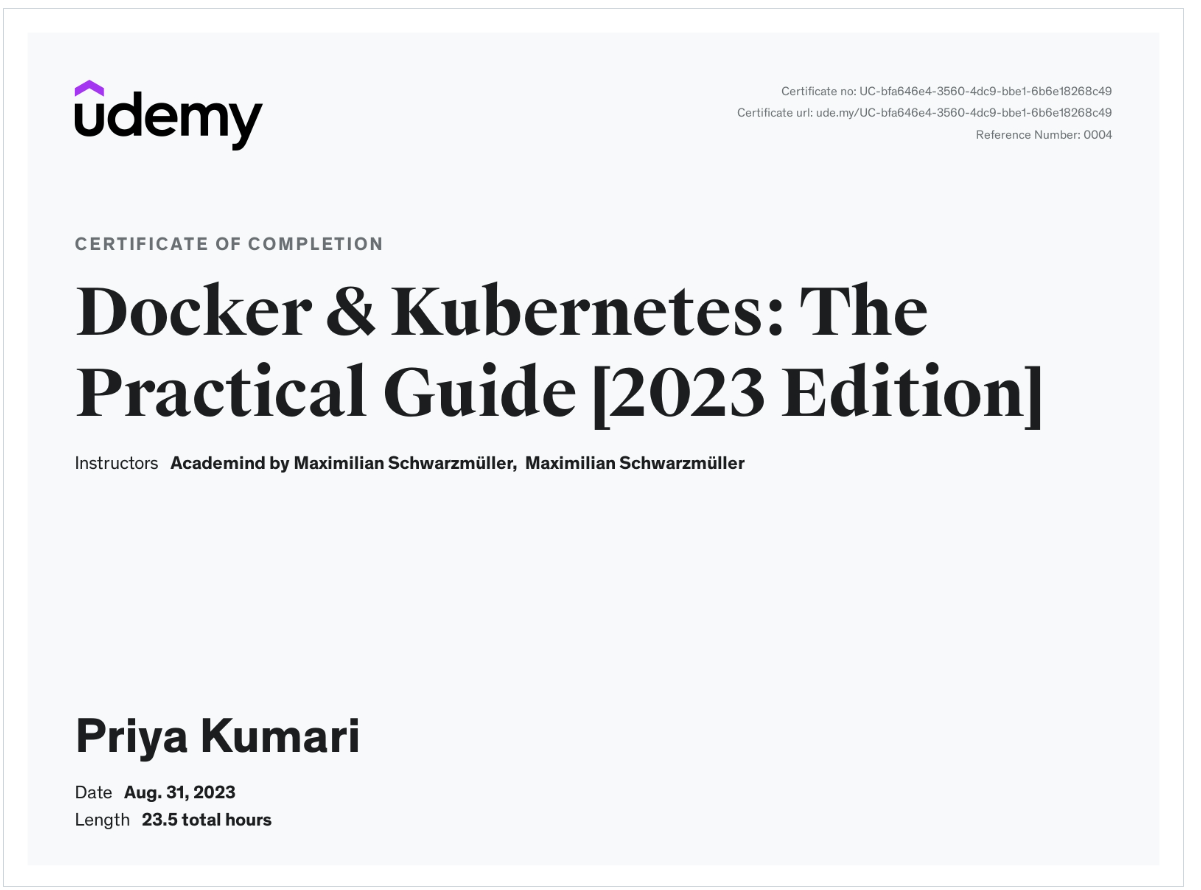 udemy
Certificate no: UC-bfa646e4-3560-4dc9-bbe1-6b6e18268c49
Certificate url: ude.my/UC-bfa646e4-3560-4dc9-bbe1-6b6e18268c49
Reference Number: 0004
CERTIFICATE OF COMPLETION
Docker & Kubernetes: The
Practical Guide [2023 Edition]
Instructors Academind by Maximilian Schwarzmüller, Maximilian Schwarzmüller
Priya Kumari
Date Aug. 31, 2023
Length 23.5 total hours